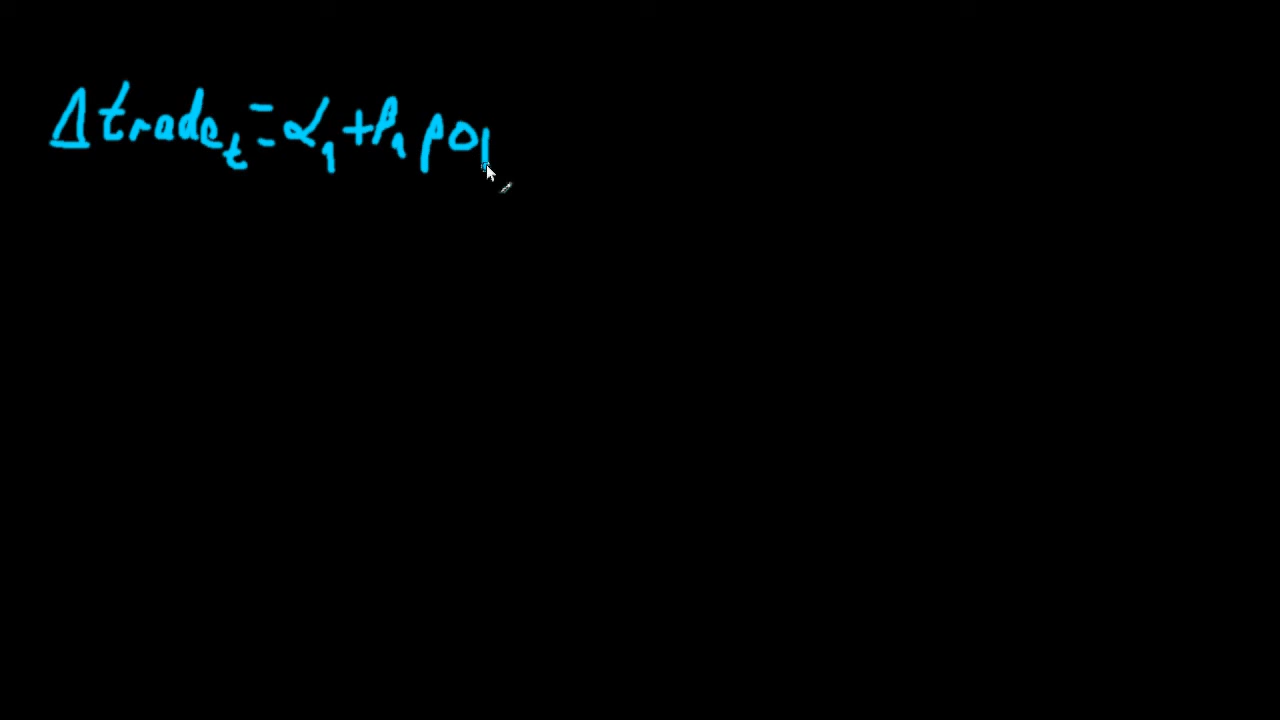 Δtrade_t = α_1 + β_1 pol